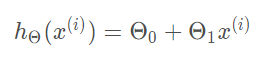 h_Θ(x^(i)) = Θ_0 + Θ_1x^(i)